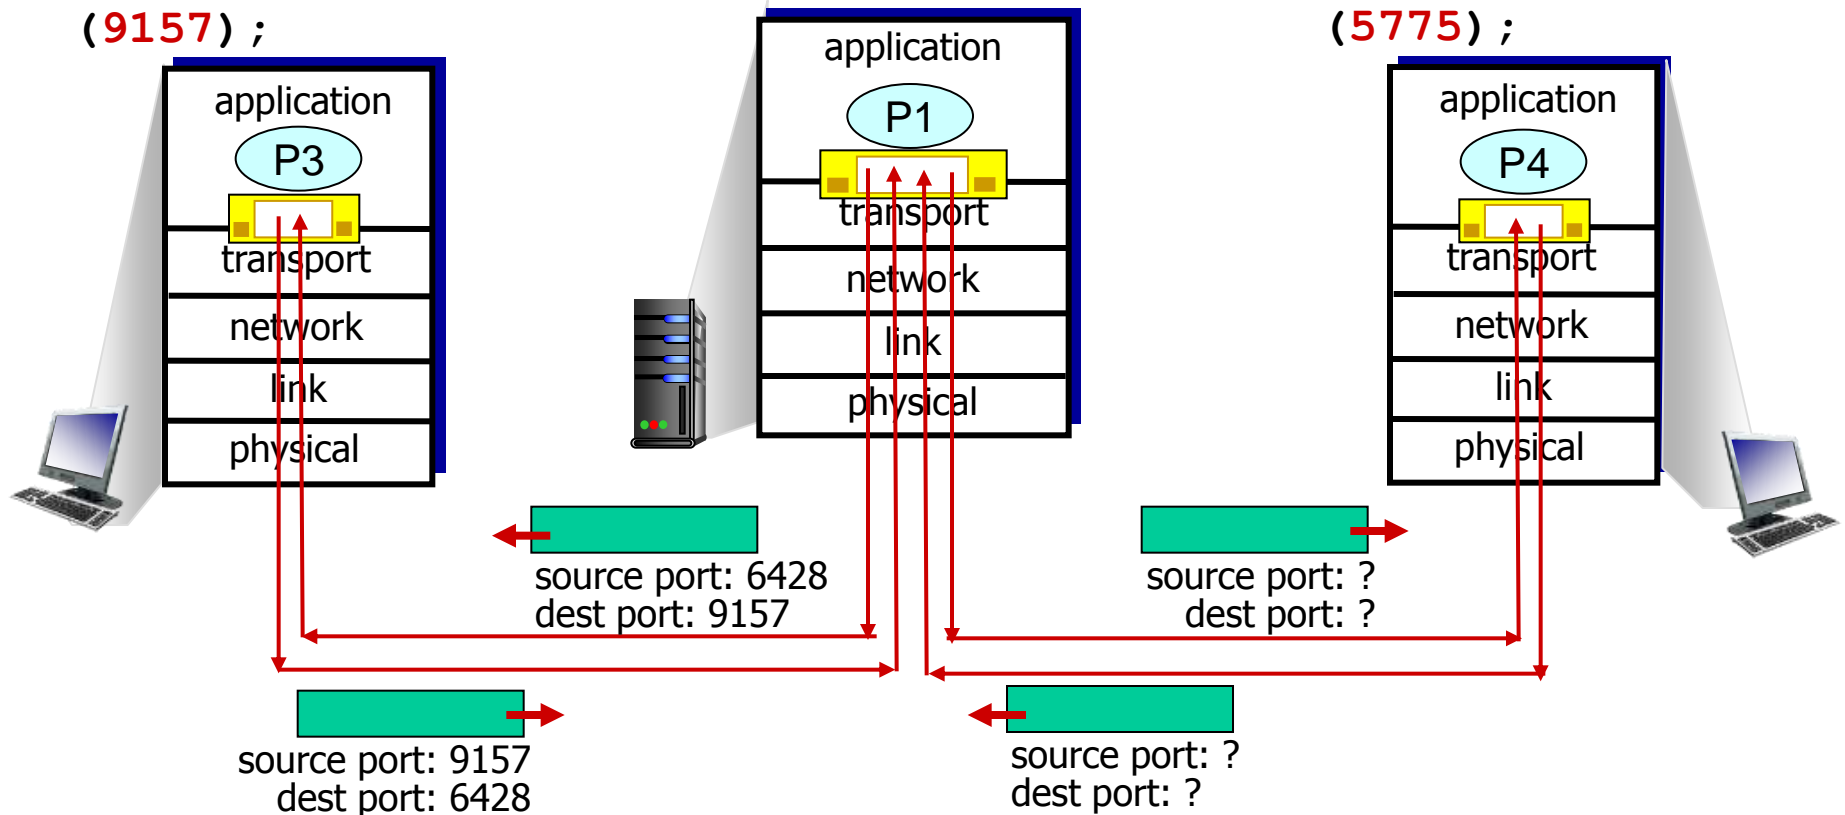 (9157);
application
P3
transport
network
link
physical
application
P1
transport
network
link
physical
(5775);
application
P4
transport
network
link
physical
source port: 6428
dest port: 9157
source port: ?
dest port: ?
source port: 9157
dest port: 6428
source port: ?
dest port: ?